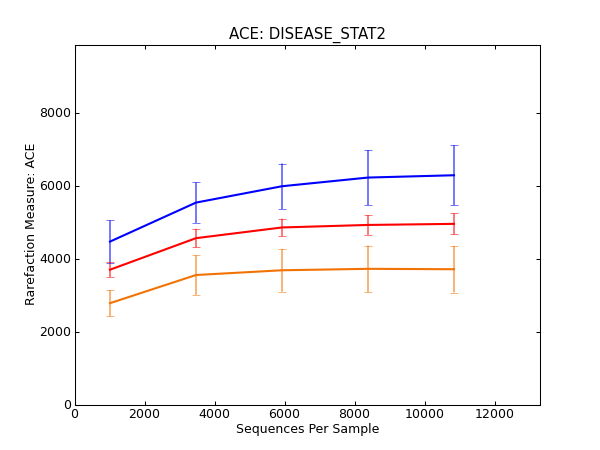 ACE: DISEASE_STAT2
Rarefaction Measure: ACE
8000
6000
4000
2000
0
0 2000 4000 6000 8000 10000 12000
Sequences Per Sample